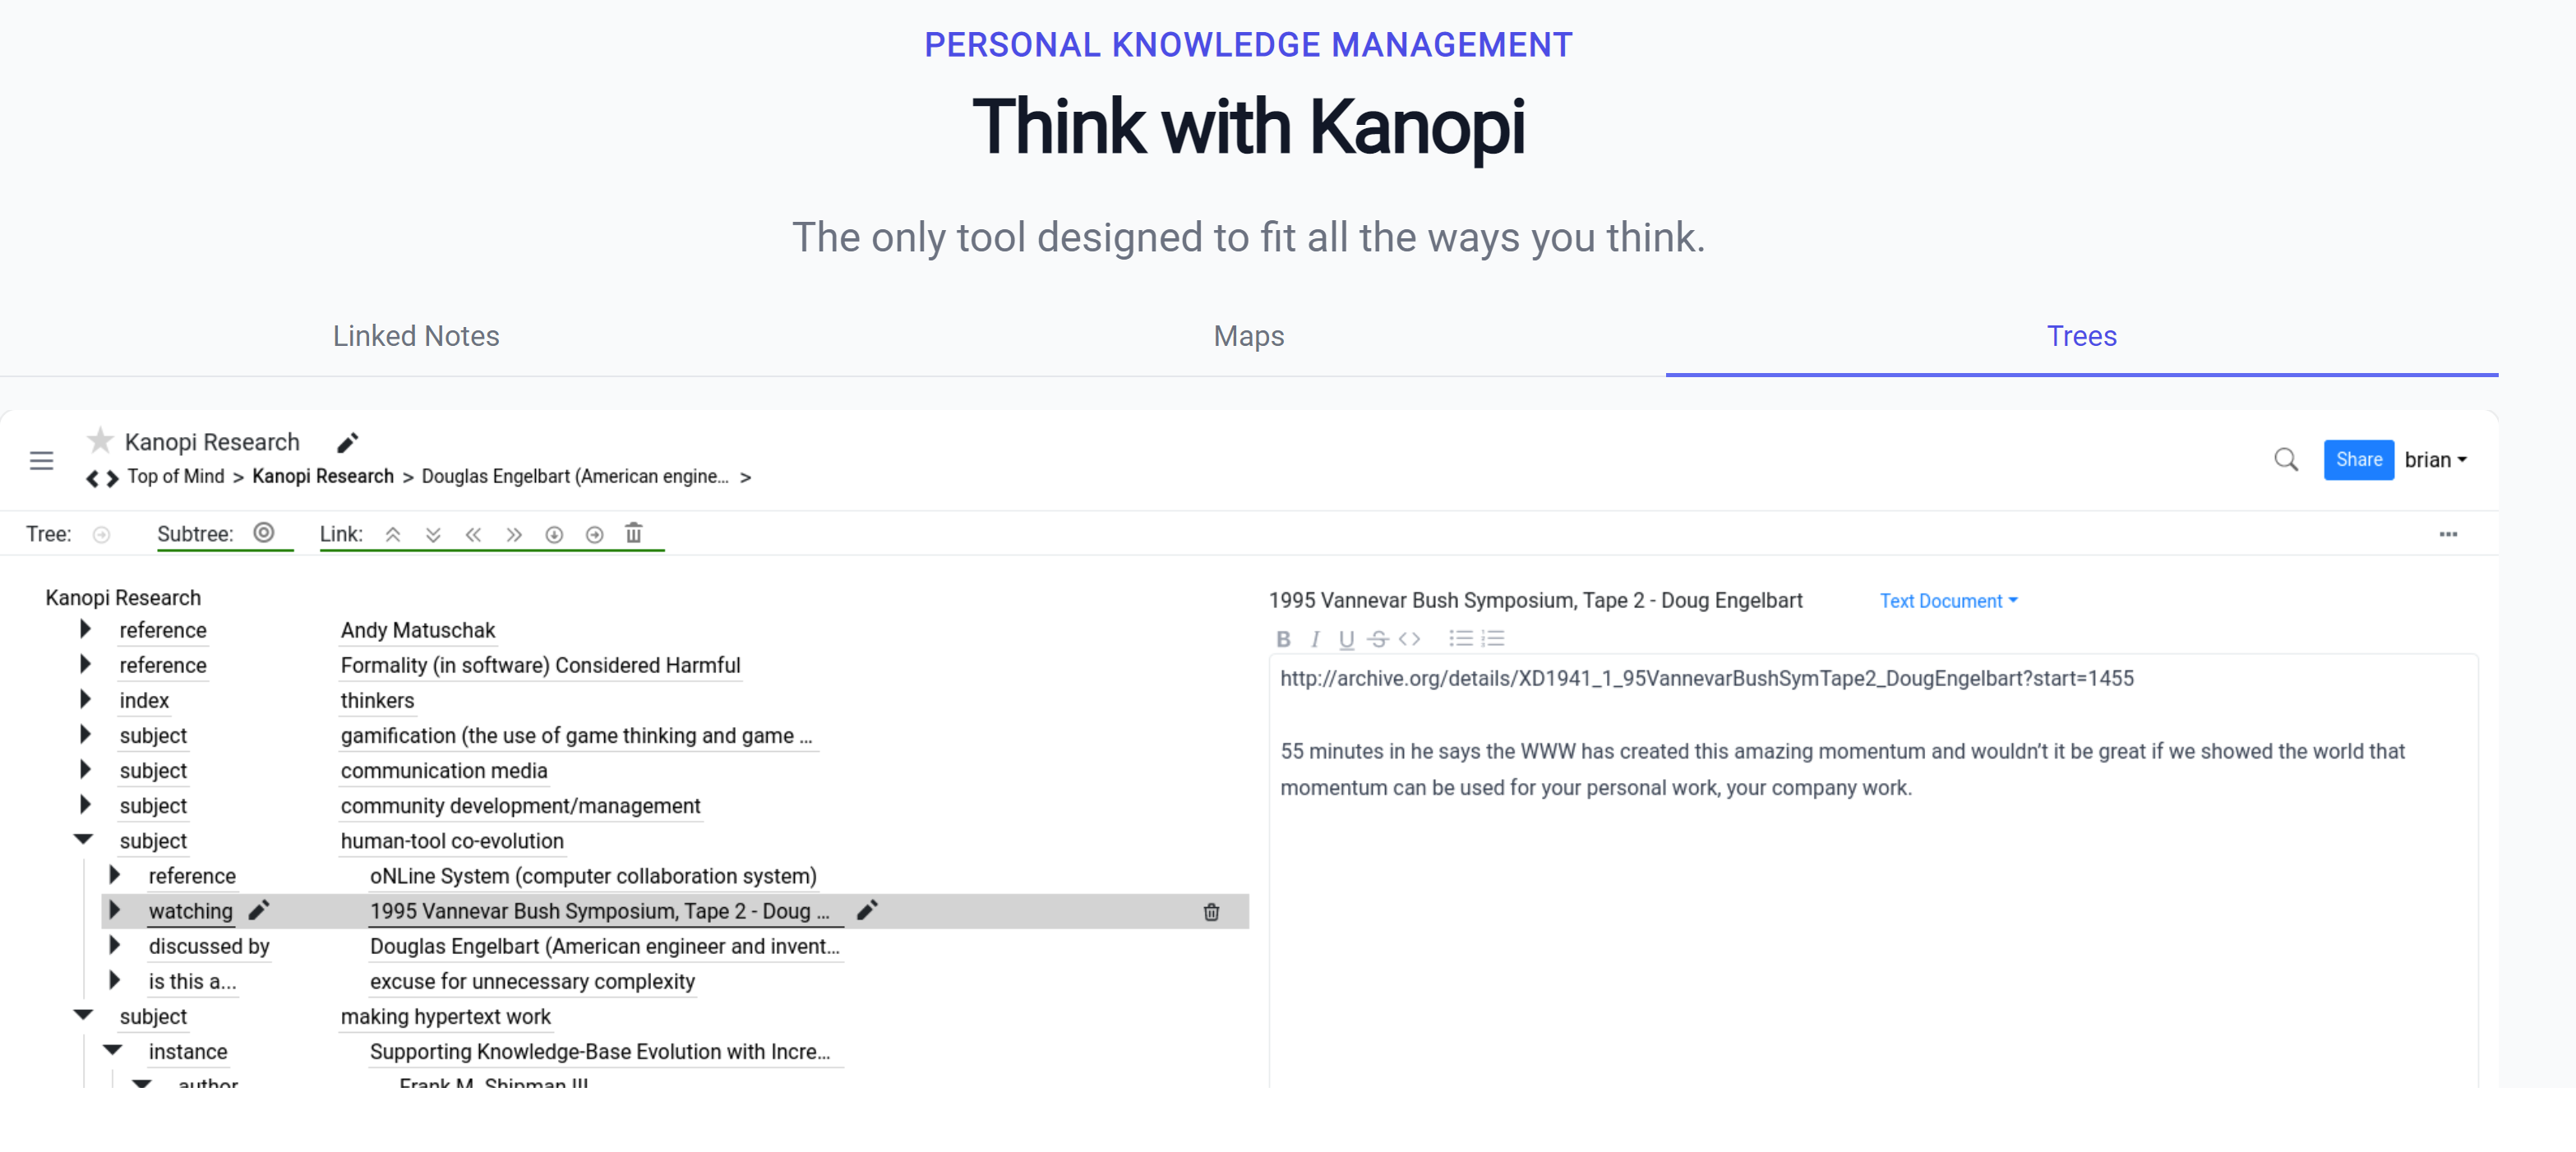 PERSONAL KNOWLEDGE MANAGEMENT
Think with Kanopi
The only tool designed to fit all the ways you think.
Linked Notes Maps Trees
Kanopi Research
Top of Mind > Kanopi Research > Douglas Engelbart (American engine... >
Share brian
Tree: Subtree: Link:
Kanopi Research
reference Andy Matuschak
reference Formality (in software) Considered Harmful
index thinkers
subject gamification (the use of game thinking and game ...
subject communication media
subject community development/management
subject human-tool co-evolution
reference oNLine System (computer collaboration system)
watching 1995 Vannevar Bush Symposium, Tape 2 - Doug ...
discussed by Douglas Engelbart (American engineer and invent...
is this a... excuse for unnecessary complexity
subject making hypertext work
instance Supporting Knowledge-Base Evolution with Incre...
author Frank M. Shipman III
1995 Vannevar Bush Symposium, Tape 2 - Doug Engelbart Text Document
B I U S <>
http://archive.org/details/XD1941_1_95VannevarBushSymTape2_DougEngelbart?start=1455
55 minutes in he says the WWW has created this amazing momentum and wouldn't it be great if we showed the world that
momentum can be used for your personal work, your company work.